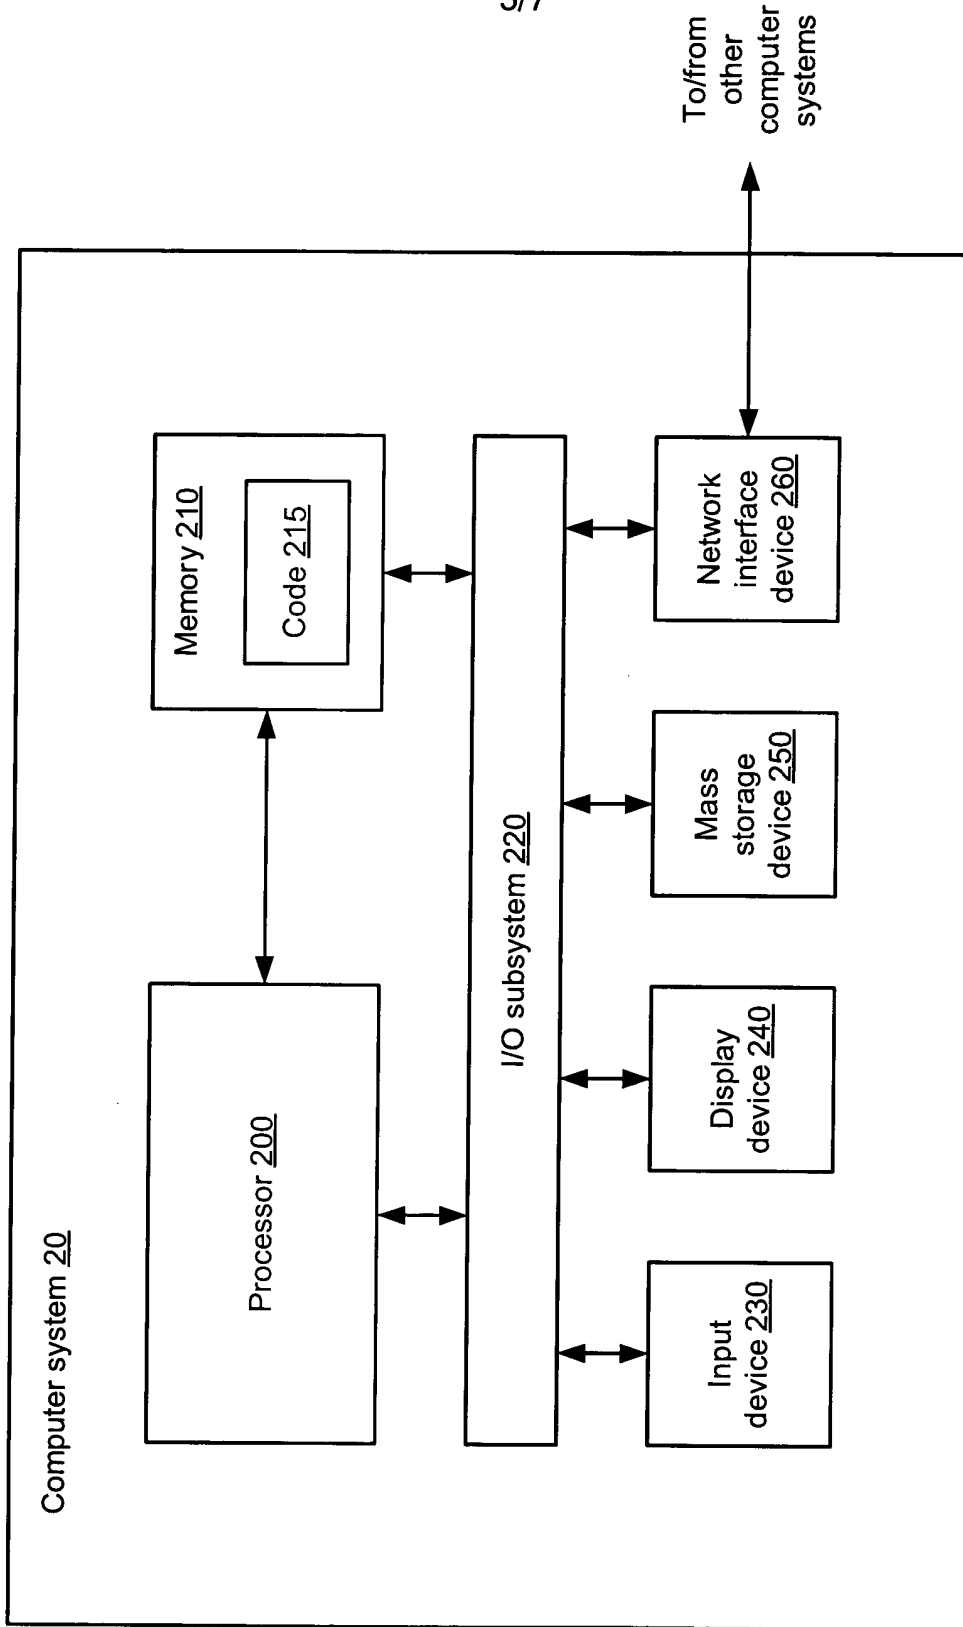 5/7
Computer system 20
Processor 200
Memory 210
Code 215
I/O subsystem 220
Input
device 230
Display
device 240
Mass
storage
device 250
Network
interface
device 260
To/from
other
computer
systems